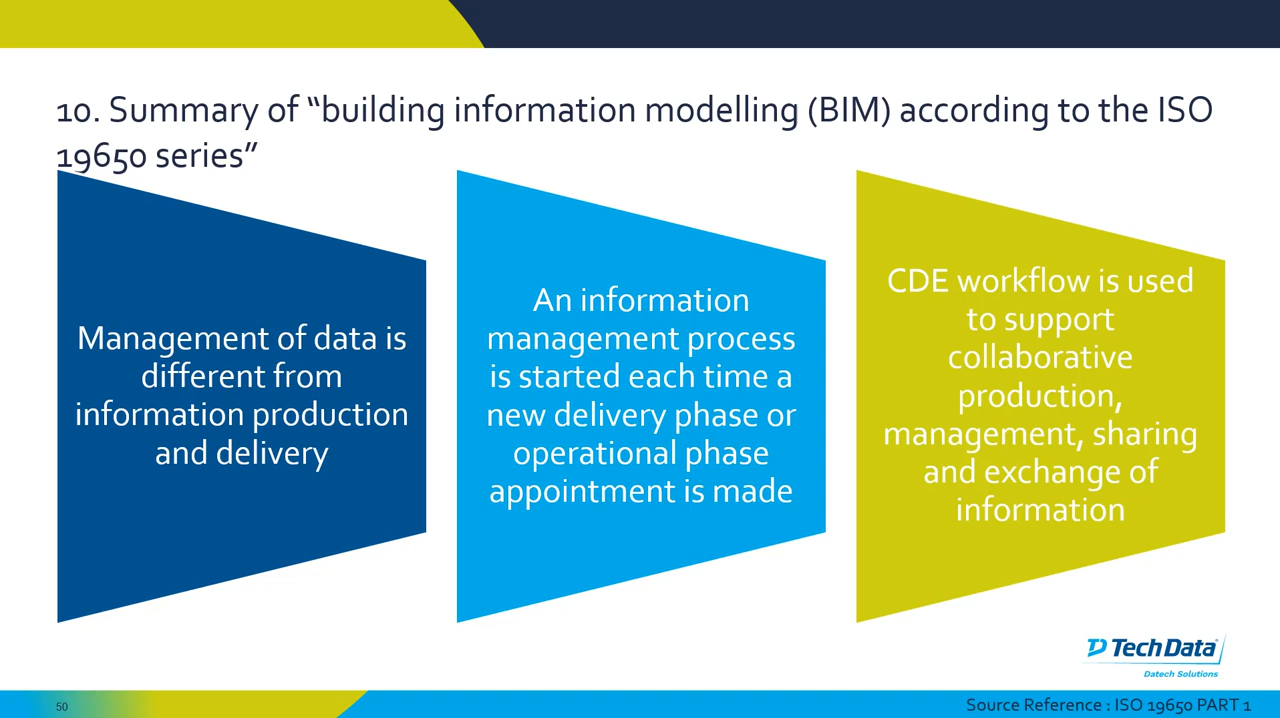 10. Summary of “building information modelling (BIM) according to the ISO
19650 series”
Management of data is
different from
information production
and delivery
An information
management process
is started each time a
new delivery phase or
operational phase
appointment is made
CDE workflow is used
to support
collaborative
production,
management, sharing
and exchange of
information
TechData
Datech Solutions
50
Source Reference : ISO 19650 PART 1